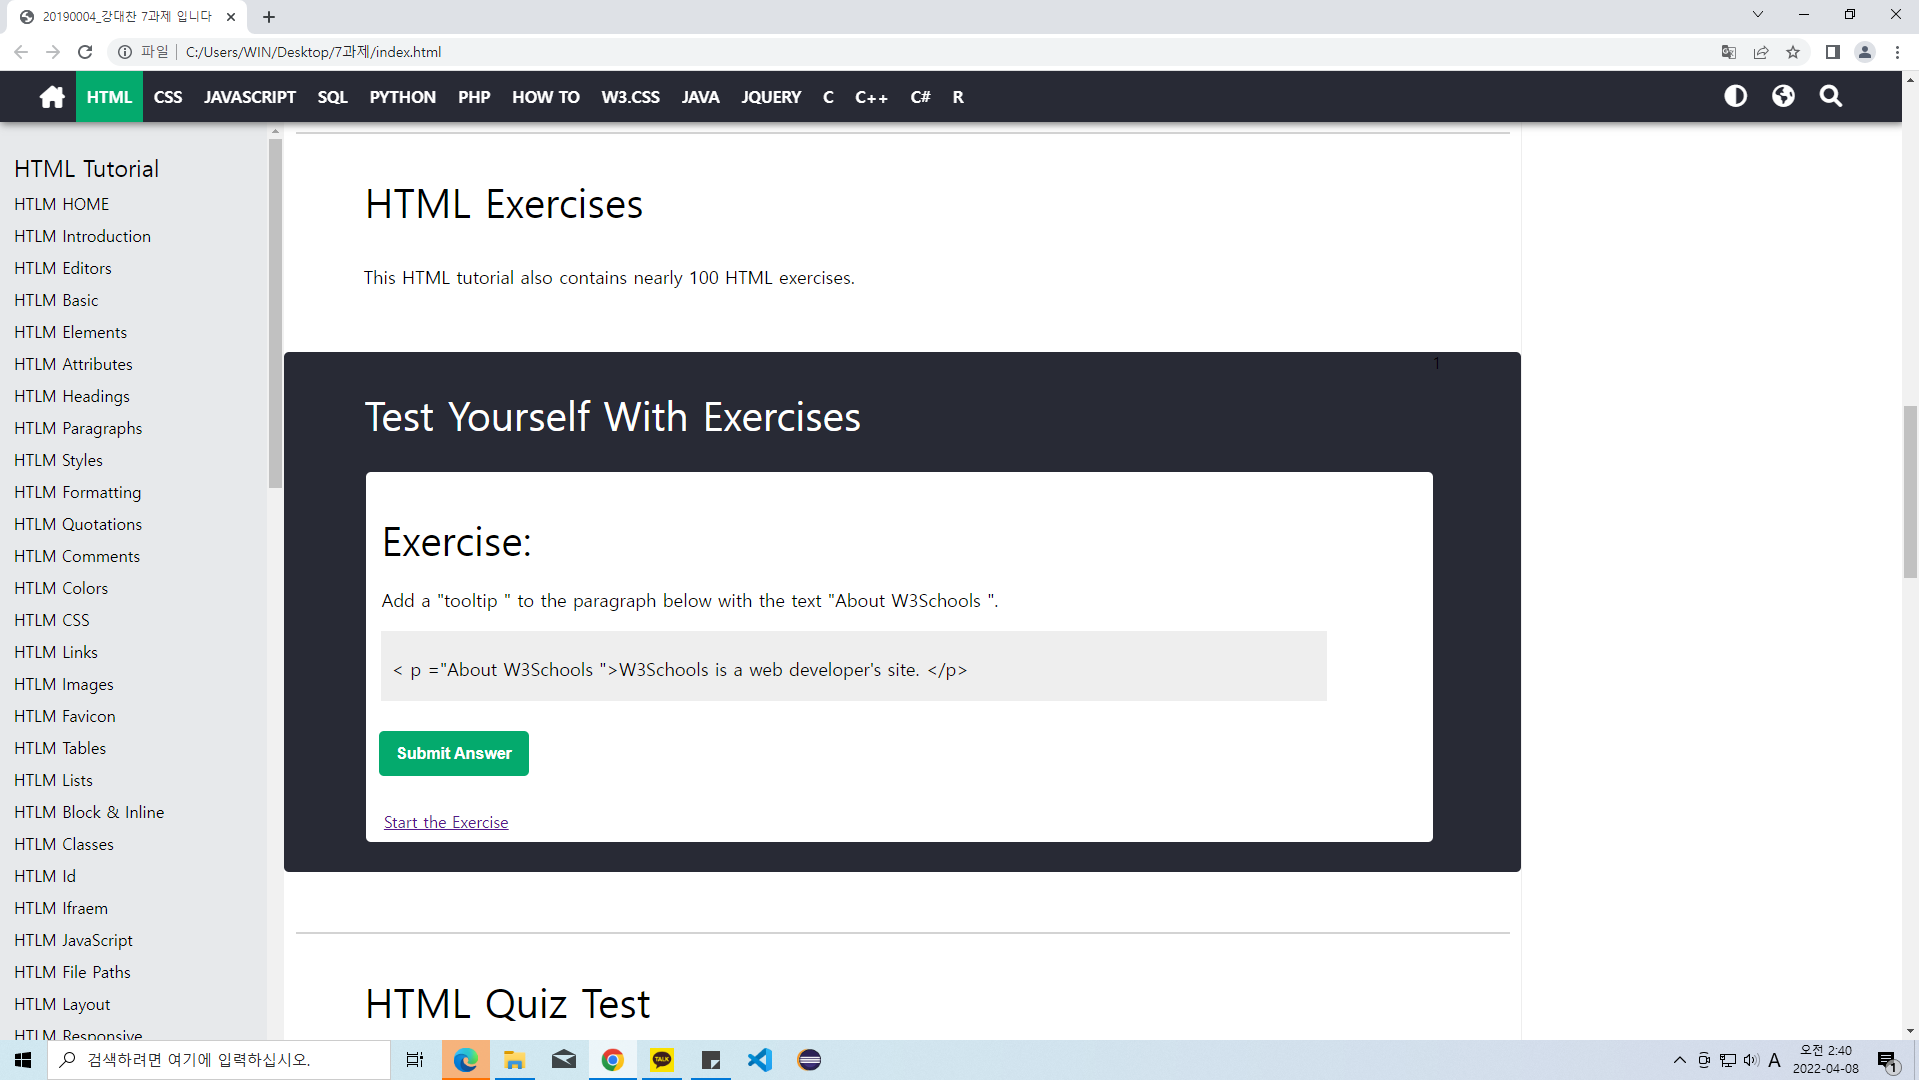 20190004_강대찬 7과제 입니다
파일 C:/Users/WIN/Desktop/7과제/index.html
HTML CSS JAVASCRIPT SQL PYTHON PHP HOW TO W3.CSS JAVA JQUERY C C++ C# R
HTML Tutorial
HTLM HOME
HTLM Introduction
HTLM Editors
HTLM Basic
HTLM Elements
HTLM Attributes
HTLM Headings
HTLM Paragraphs
HTLM Styles
HTLM Formatting
HTLM Quotations
HTLM Comments
HTLM Colors
HTLM CSS
HTLM Links
HTLM Images
HTLM Favicon
HTLM Tables
HTLM Lists
HTLM Block & Inline
HTLM Classes
HTLM Id
HTLM Ifraem
HTLM JavaScript
HTLM File Paths
HTLM Layout
HTLM Responsive
HTML Exercises
This HTML tutorial also contains nearly 100 HTML exercises.
1
Test Yourself With Exercises
Exercise:
Add a "tooltip " to the paragraph below with the text "About W3Schools ".
< p ="About W3Schools ">W3Schools is a web developer's site. </p>
Submit Answer
Start the Exercise
HTML Quiz Test
검색하려면 여기에 입력하십시오.
TALK
A
오전 2:40
2022-04-08
1